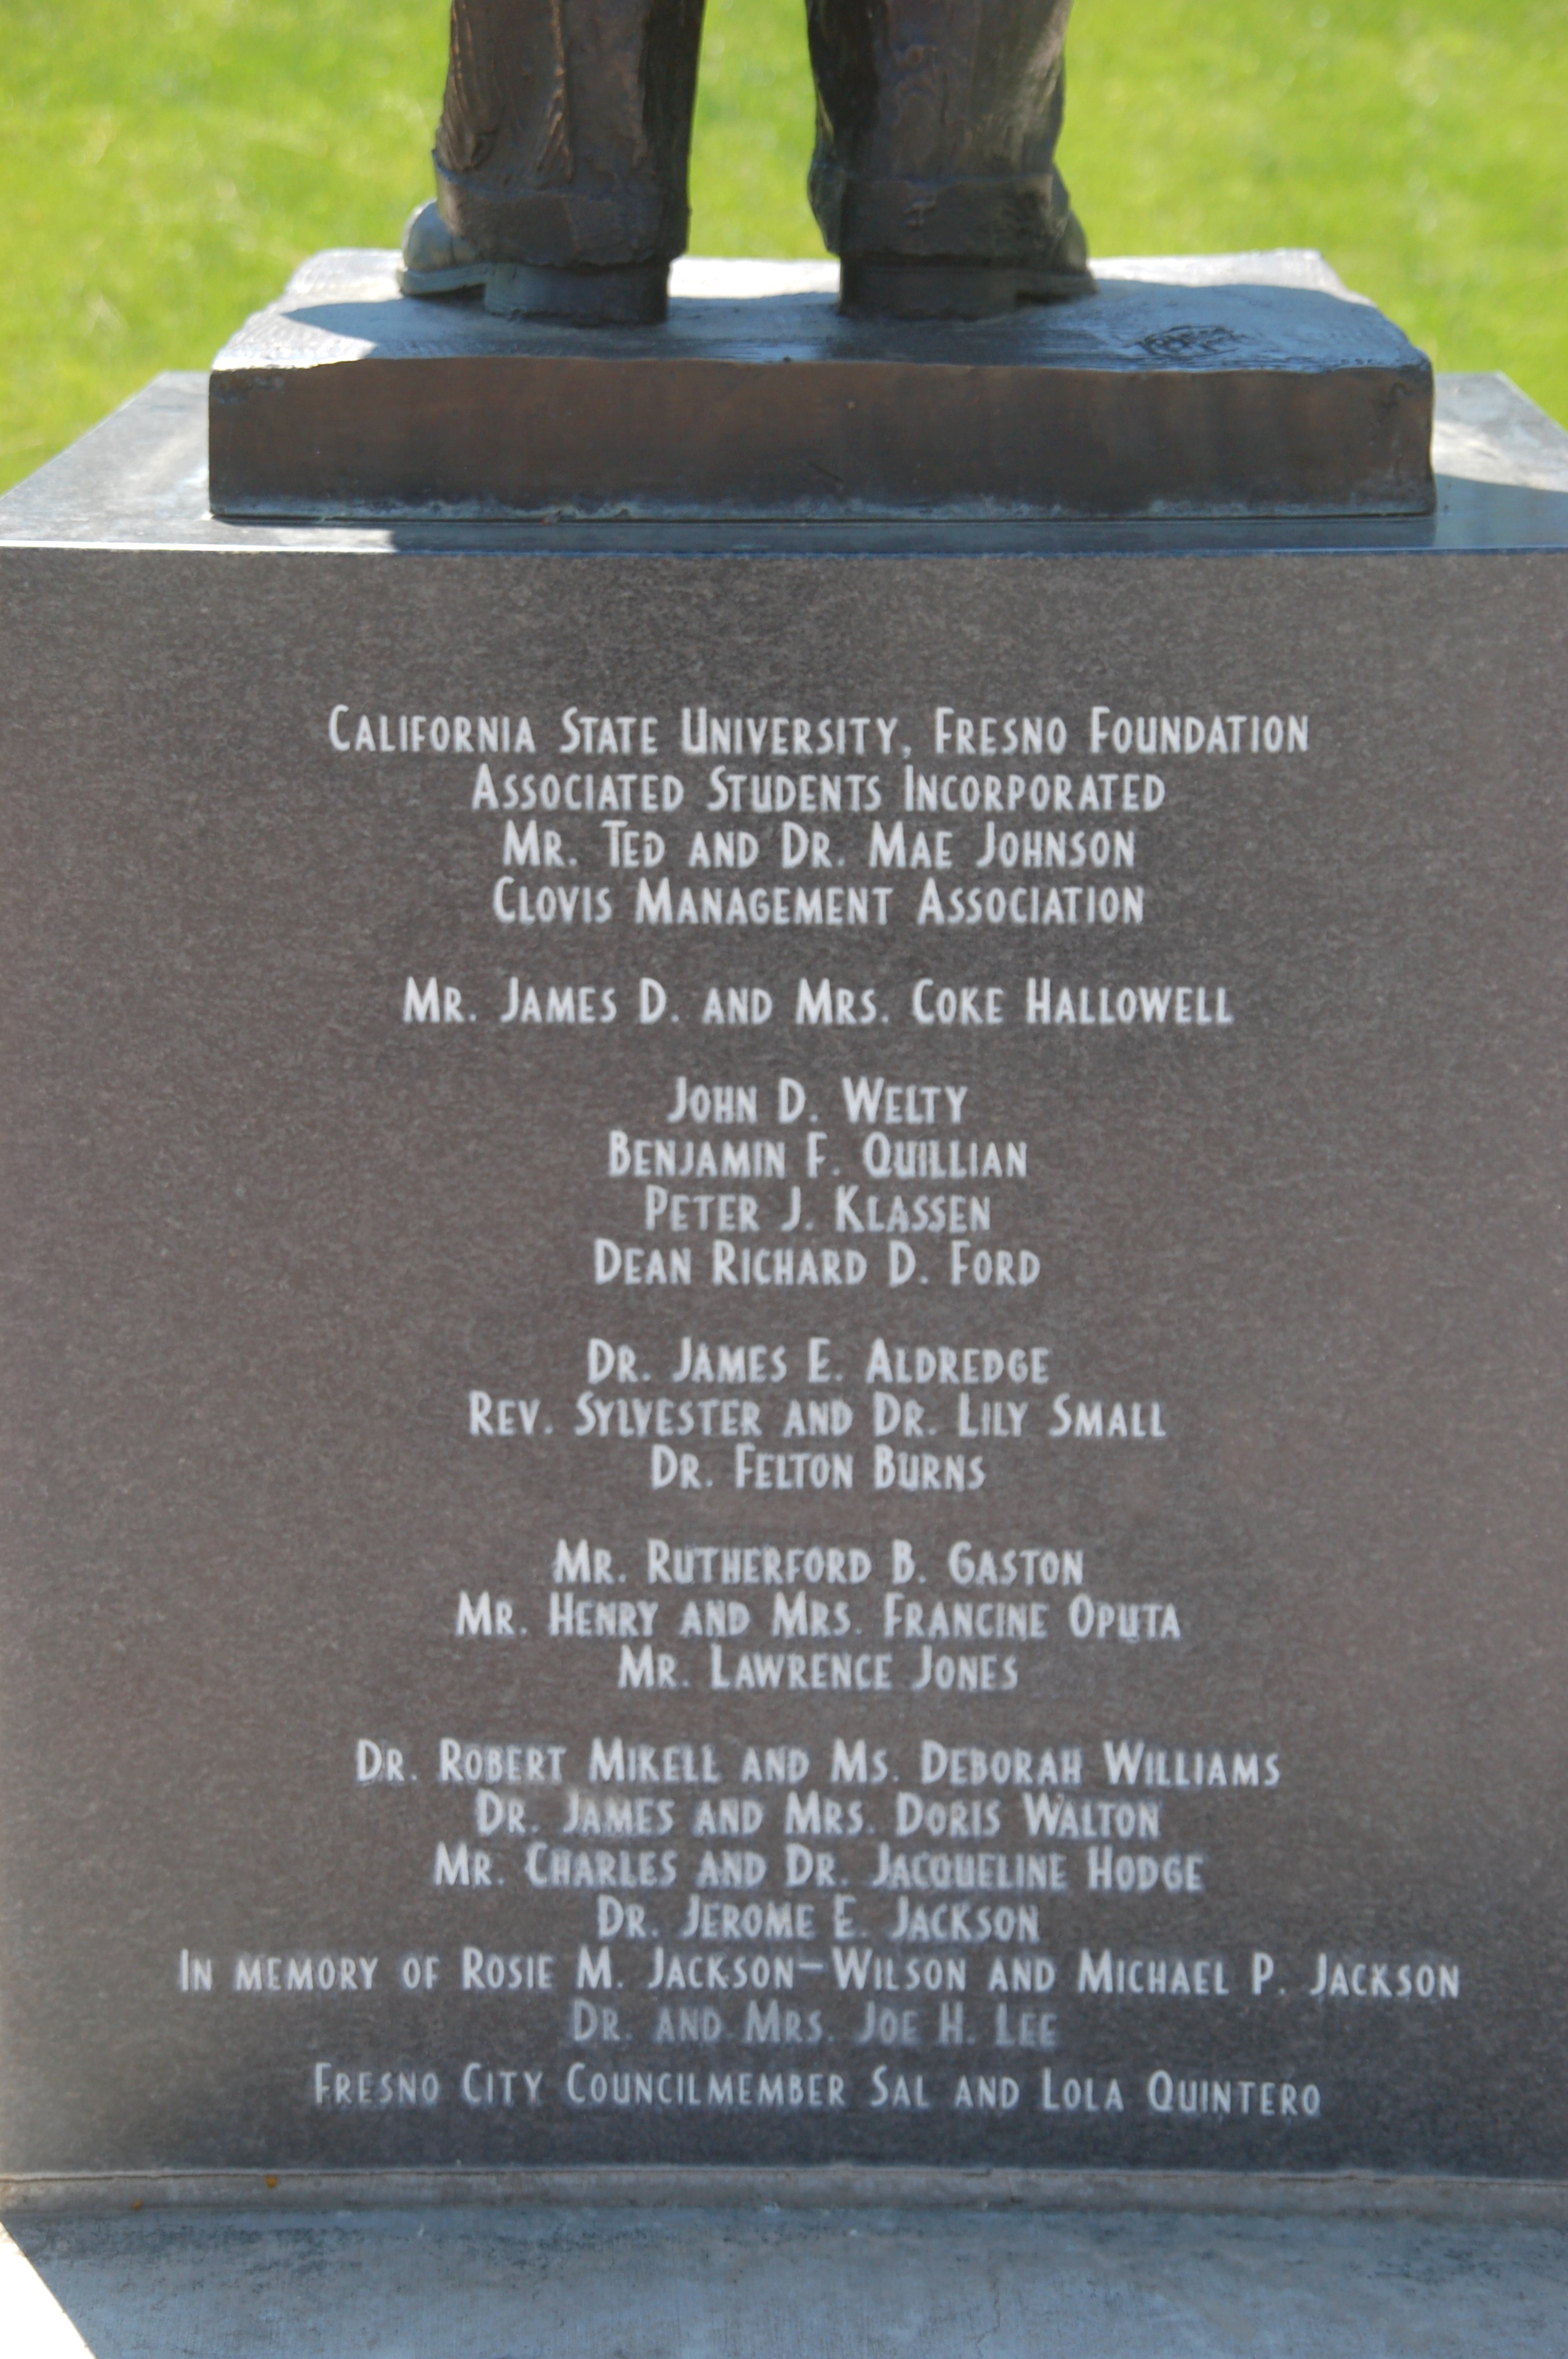 California State University, Fresno Foundation
Associated Students Incorporated
Mr. Ted and Dr. Mae Johnson
Clovis Management Association
Mr. James D. and Mrs. Coke Hallowell
John D. Welty
Benjamin F. Quillian
Peter J. Klassen
Dean Richard D. Ford
Dr. James E. Aldredge
Rev. Sylvester and Dr. Lily Small
Dr. Felton Burns
Mr. Rutherford B. Gaston
Mr. Henry and Mrs. Francine Oputa
Mr. Lawrence Jones
Dr. Robert Mikell and Ms. Deborah Williams
Dr. James and Mrs. Doris Walton
Mr. Charles and Dr. Jacqueline Hodge
Dr. Jerome E. Jackson
In memory of Rosie M. Jackson-Wilson and Michael P. Jackson
Dr. and Mrs. Joe H. Lee
Fresno City Councilmember Sal and Lola Quintero